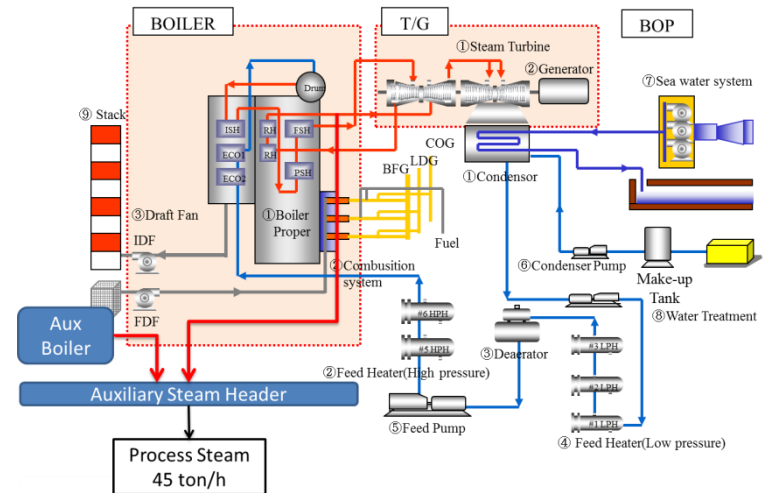 BOILER
T/G
BOP
①Steam Turbine
②Generator
⑦Sea water system
Drum
⑨ Stack
ISH
RH
FSH
ECO1
RH
ECO2
PSH
COG
LDG
BFG
①Condensor
③Draft Fan
①Boiler
Proper
IDF
Fuel
⑥Condenser Pump
Make-up
Tank
②Combusition
system
FDF
⑧Water Treatment
Aux
Boiler
#6 HPH
#5 HPH
③Deaerator
#3 LPH
#2 LPH
#1 LPH
②Feed Heater(High pressure)
Auxiliary Steam Header
⑤Feed Pump
④ Feed Heater(Low pressure)
Process Steam
45 ton/h